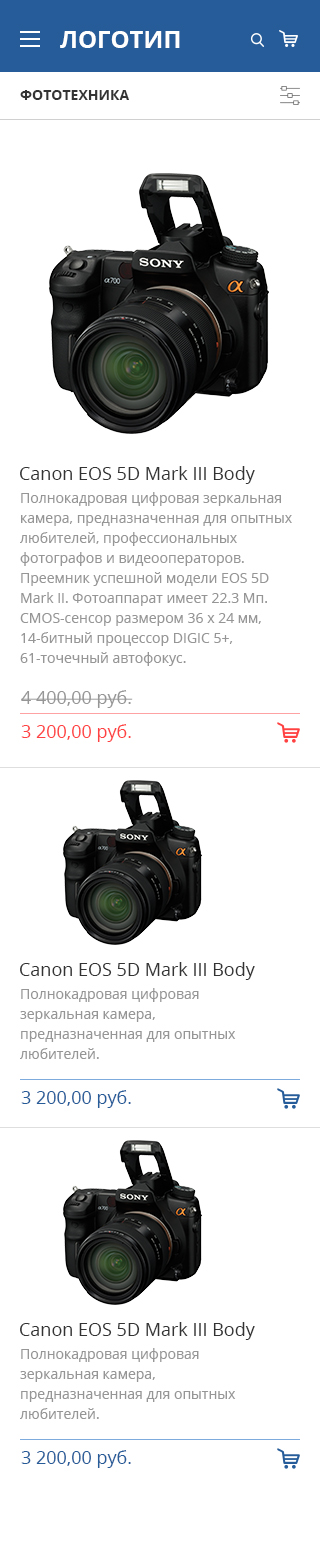 ЛОГОТИП
ФОТОТЕХНИКА
SONY
α700
α
Canon EOS 5D Mark III Body
Полнокадровая цифровая зеркальная
камера, предназначенная для опытных
любителей, профессиональных
фотографов и видеооператоров.
Преемник успешной модели EOS 5D
Mark II. Фотоаппарат имеет 22.3 Мп.
CMOS-сенсор размером 36 x 24 мм,
14-битный процессор DIGIC 5+,
61-точечный автофокус.
4 400,00 руб.
3 200,00 руб.
SONY
α700
α
Canon EOS 5D Mark III Body
Полнокадровая цифровая
зеркальная камера,
предназначенная для опытных
любителей.
3 200,00 руб.
SONY
α700
α
Canon EOS 5D Mark III Body
Полнокадровая цифровая
зеркальная камера,
предназначенная для опытных
любителей.
3 200,00 руб.